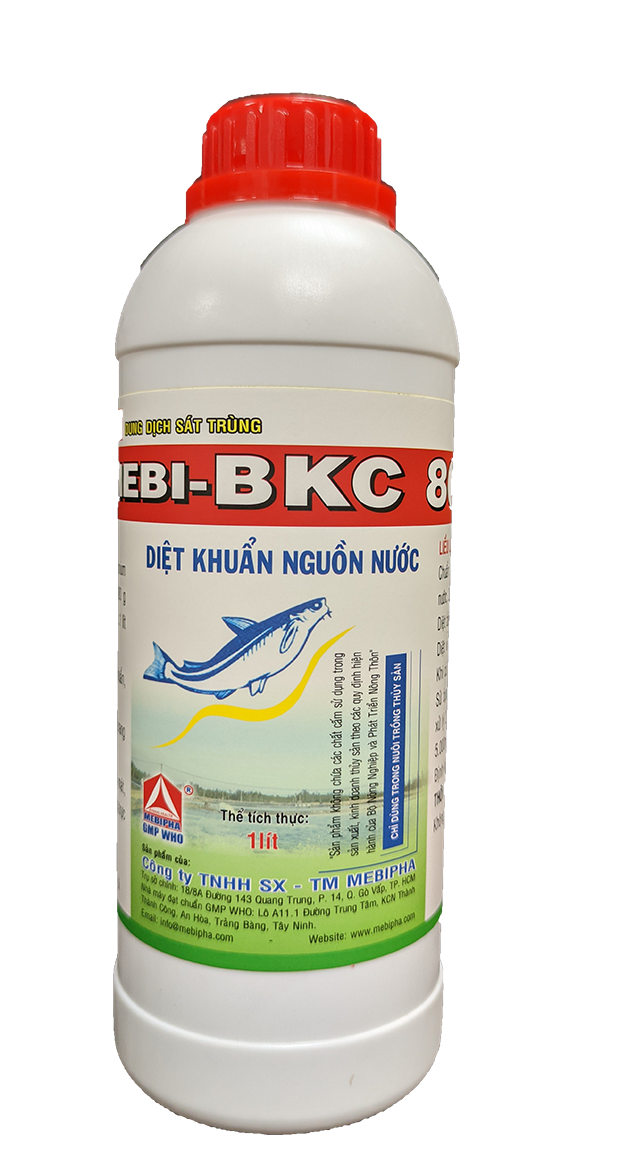 DUNG DỊCH SÁT TRÙNG
MEBI-BKC 80
DIỆT KHUẨN NGUỒN NƯỚC
"Sản phẩm không chứa các chất cấm sử dụng trong
sản xuất, kinh doanh thủy sản theo các quy định hiện
hành của Bộ Nông Nghiệp và Phát Triển Nông Thôn"
CHỈ DÙNG TRONG NUÔI TRỒNG THỦY SẢN
MEBIPHA
GMP WHO
®
Thể tích thực:
1 lít
Sản phẩm của:
Công ty TNHH SX - TM MEBIPHA
Trụ sở chính: 18/8A Đường 143 Quang Trung, P. 14, Q. Gò Vấp, TP. HCM
Nhà máy đạt chuẩn GMP WHO: Lô A11.1 Đường Trung Tâm, KCN Thành
Thành Công, An Hòa, Trảng Bàng, Tây Ninh.
Email: info@mebipha.com Website: www.mebipha.com